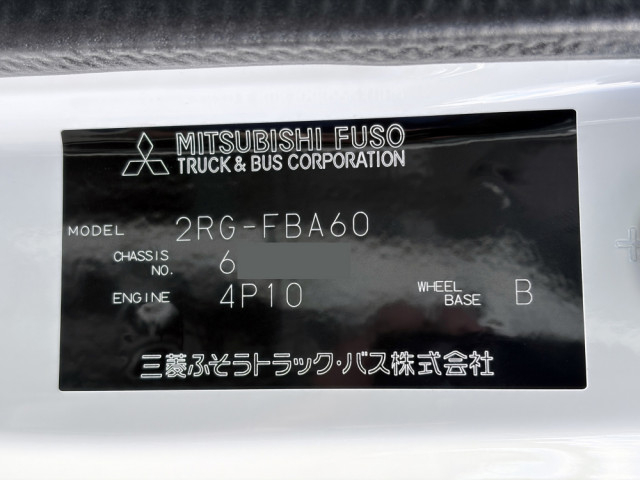 MITSUBISHI FUSO
TRUCK & BUS CORPORATION
MODEL 2RG-FBA60
CHASSIS NO. 6
ENGINE 4P10 WHEEL BASE B
三菱ふそうトラック・バス株式会社